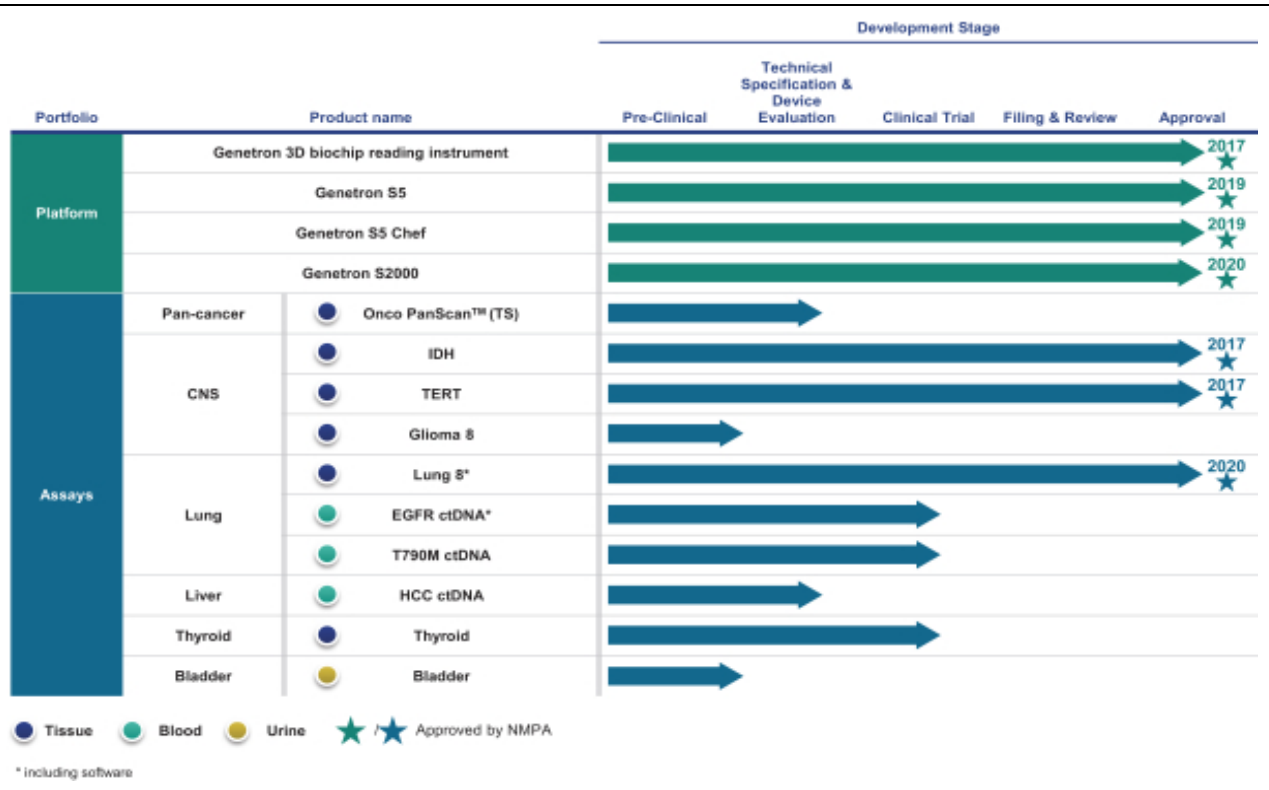 Development Stage
Portfolio
Product name
Pre-Clinical
Technical
Specification &
Device
Evaluation
Clinical Trial
Filing & Review
Approval
Platform
Genetron 3D biochip reading instrument
2017
Genetron S5
2019
Genetron S5 Chef
2019
Genetron S2000
2020
Assays
Pan-cancer
Onco PanScan™ (TS)
CNS
IDH
2017
TERT
2017
Glioma 8
Lung
Lung 8*
2020
EGFR ctDNA*
T790M ctDNA
Liver
HCC ctDNA
Thyroid
Thyroid
Bladder
Bladder
Tissue
Blood
Urine
/
Approved by NMPA
* including software